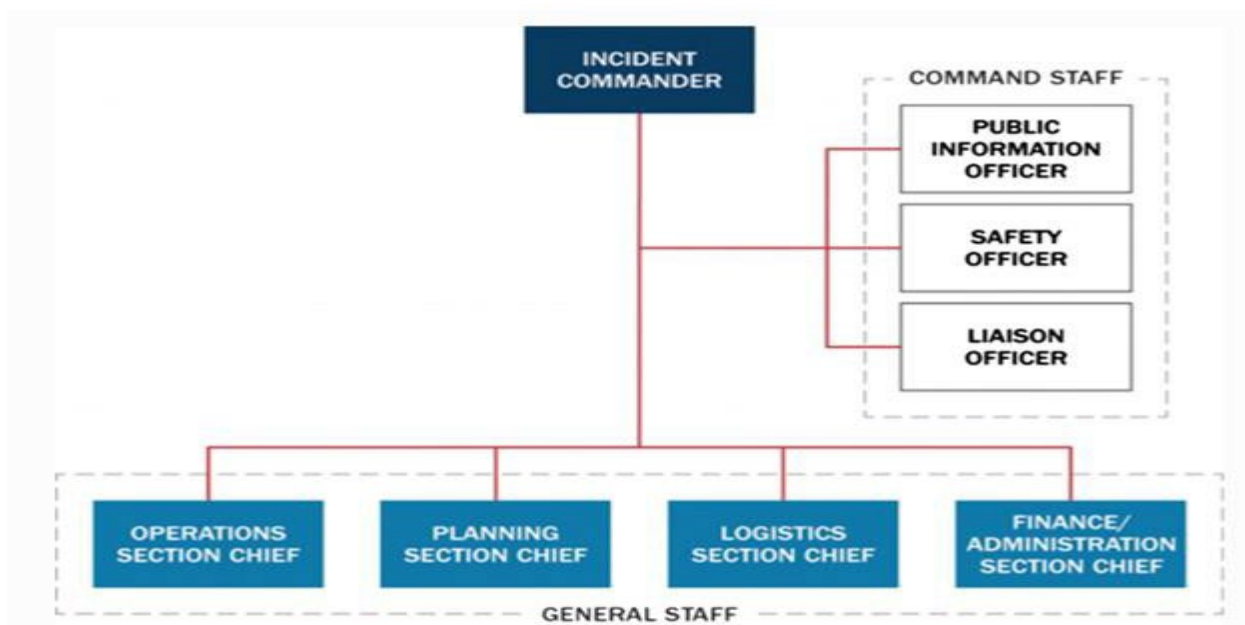 INCIDENT
COMMANDER
COMMAND STAFF
PUBLIC
INFORMATION
OFFICER
SAFETY
OFFICER
LIAISON
OFFICER
OPERATIONS
SECTION CHIEF
PLANNING
SECTION CHIEF
LOGISTICS
SECTION CHIEF
FINANCE/
ADMINISTRATION
SECTION CHIEF
GENERAL STAFF